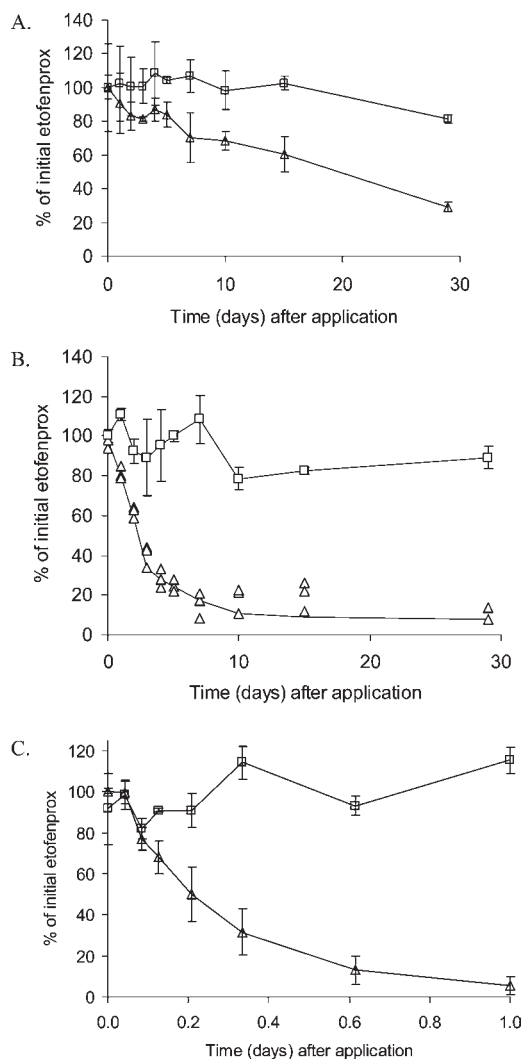 A.
140
120
100
80
60
40
20
0
% of initial etofenprox
0 10 20 30
Time (days) after application
B.
140
120
100
80
60
40
20
0
% of initial etofenprox
0 10 20 30
Time (days) after application
C.
120
100
80
60
40
20
0
% of initial etofenprox
0.0 0.2 0.4 0.6 0.8 1.0
Time (days) after application